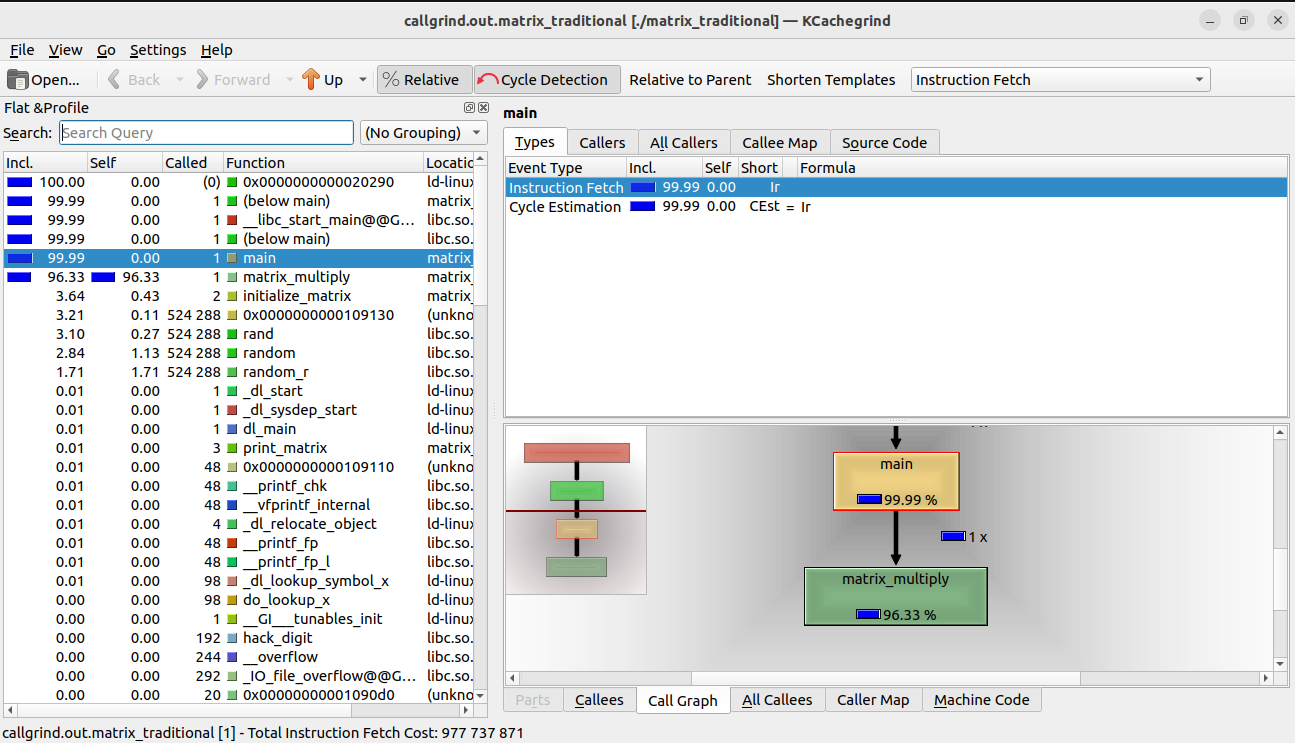 callgrind.out.matrix_traditional [./matrix_traditional] — KCachegrind
File View Go Settings Help
Open... Back Forward Up % Relative Cycle Detection Relative to Parent Shorten Templates Instruction Fetch
Flat &Profile
Search: Search Query (No Grouping)
Incl. Self Called Function Locatio
100.00 0.00 (0) 0x0000000000020290 ld-linux
99.99 0.00 1 (below main) matrix_
99.99 0.00 1 __libc_start_main@@G... libc.so.
99.99 0.00 1 (below main) libc.so.
99.99 0.00 1 main matrix_
96.33 96.33 1 matrix_multiply matrix_
3.64 0.43 2 initialize_matrix matrix_
3.21 0.11 524 288 0x0000000000109130 (unkno
3.10 0.27 524 288 rand libc.so.
2.84 1.13 524 288 random libc.so.
1.71 1.71 524 288 random_r libc.so.
0.01 0.00 1 _dl_start ld-linux
0.01 0.00 1 _dl_sysdep_start ld-linux
0.01 0.00 1 dl_main ld-linux
0.01 0.00 3 print_matrix matrix_
0.01 0.00 48 0x0000000000109110 (unkno
0.01 0.00 48 __printf_chk libc.so.
0.01 0.00 48 __vfprintf_internal libc.so.
0.01 0.00 4 _dl_relocate_object ld-linux
0.01 0.00 48 __printf_fp libc.so.
0.01 0.00 48 __printf_fp_l libc.so.
0.01 0.00 98 _dl_lookup_symbol_x ld-linux
0.00 0.00 98 do_lookup_x ld-linux
0.00 0.00 1 __GI___tunables_init ld-linux
0.00 0.00 192 hack_digit libc.so.
0.00 0.00 244 __overflow libc.so.
0.00 0.00 292 _IO_file_overflow@@G... libc.so.
0.00 0.00 20 0x00000000001090d0 (unkno
main
Types Callers All Callers Callee Map Source Code
Event Type Incl. Self Short Formula
Instruction Fetch 99.99 0.00 Ir
Cycle Estimation 99.99 0.00 CEst = Ir
main
99.99 %
1 x
matrix_multiply
96.33 %
Parts Callees Call Graph All Callees Caller Map Machine Code
callgrind.out.matrix_traditional [1] - Total Instruction Fetch Cost: 977 737 871